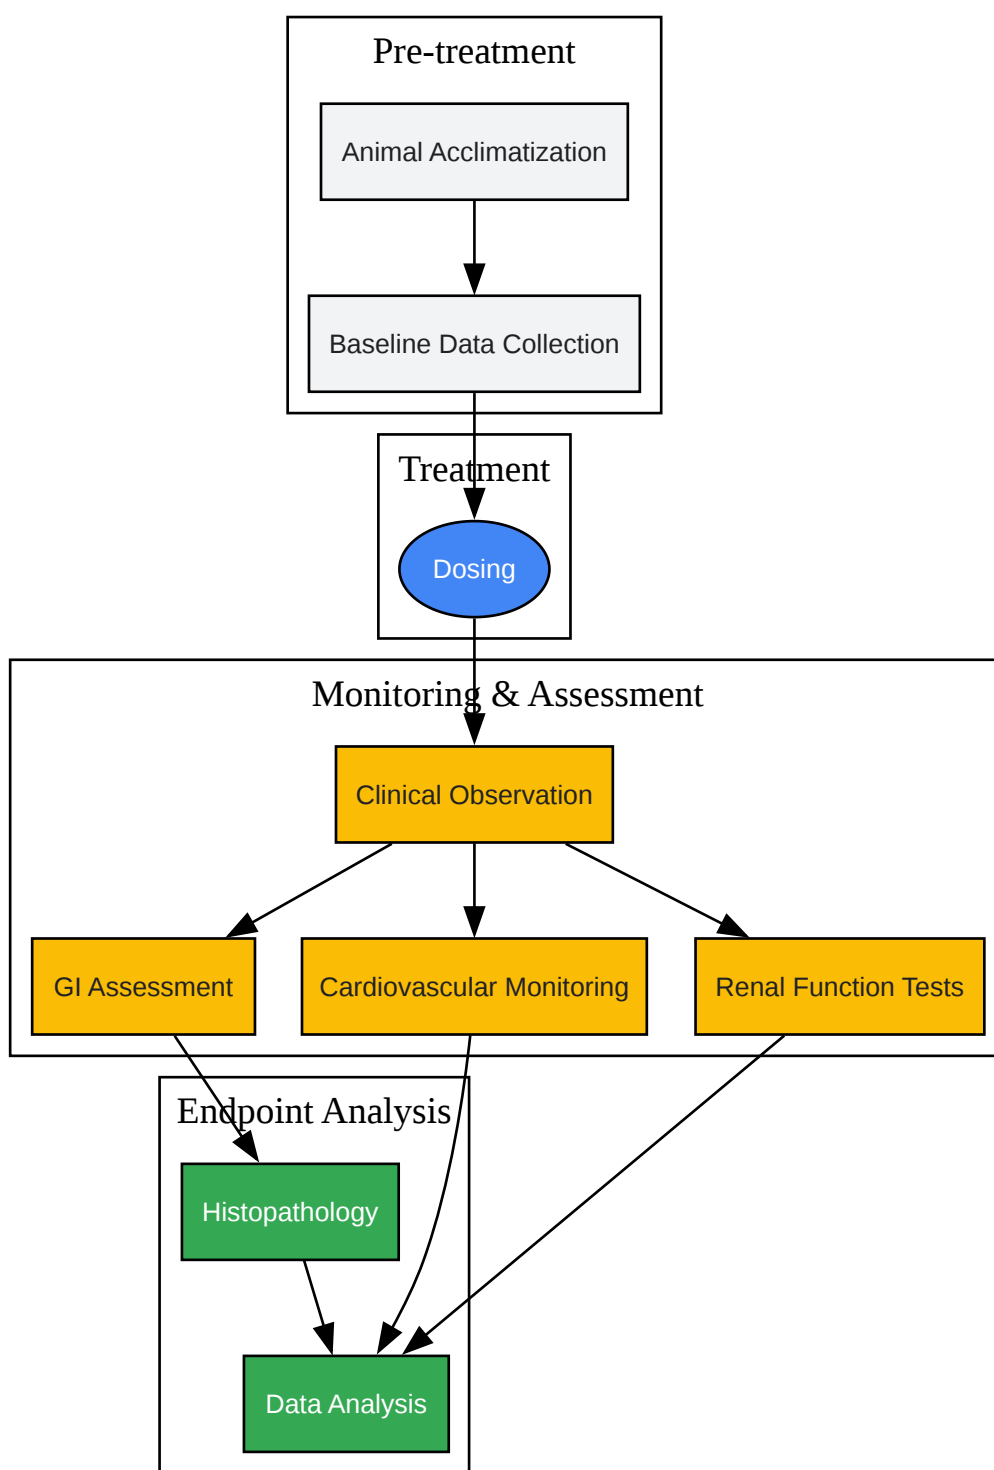 Pre-treatment
Animal Acclimatization
Baseline Data Collection
Treatment
Dosing
Monitoring & Assessment
Clinical Observation
GI Assessment
Cardiovascular Monitoring
Renal Function Tests
Endpoint Analysis
Histopathology
Data Analysis